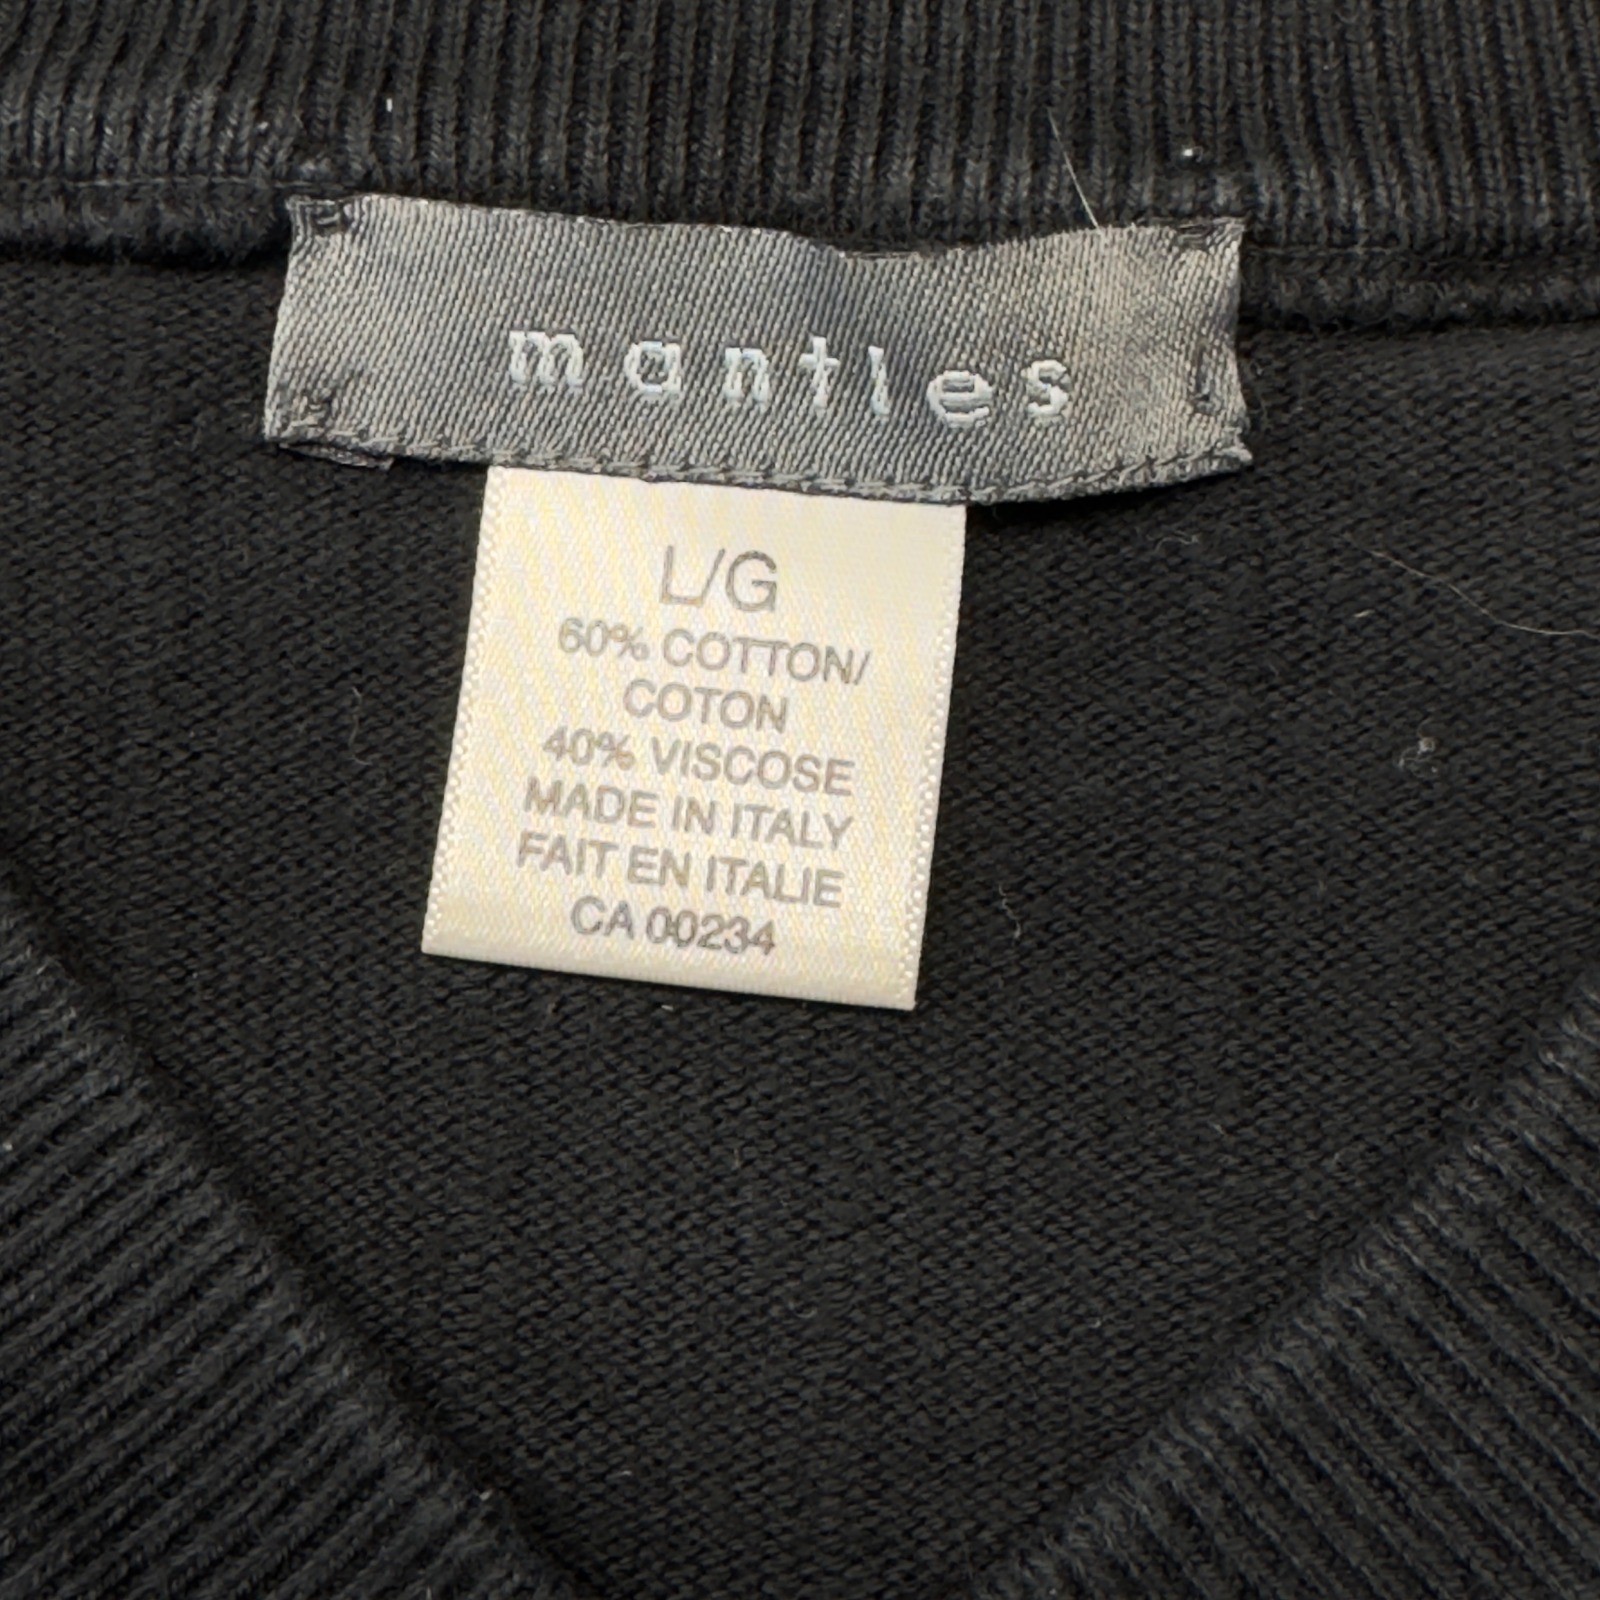 mantles
L/G
60% COTTON/
COTON
40% VISCOSE
MADE IN ITALY
FAIT EN ITALIE
CA 00234